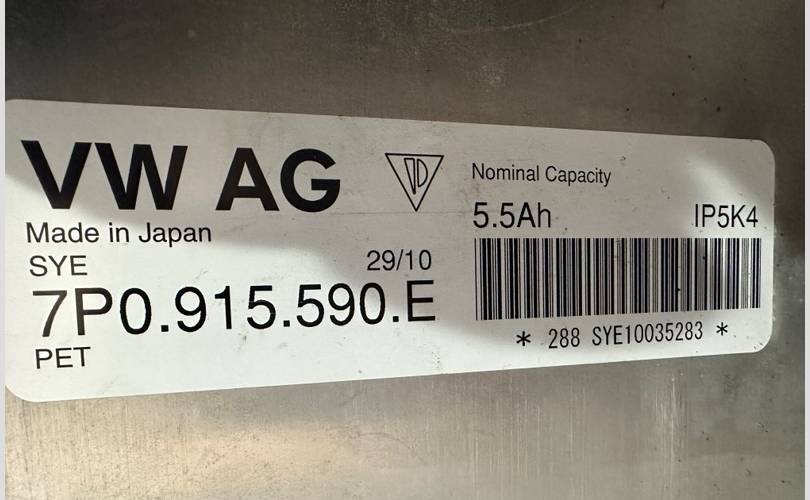 VW AG
Made in Japan
SYE 29/10
7P0.915.590.E
PET
Nominal Capacity
5.5Ah IP5K4
* 288 SYE10035283 *